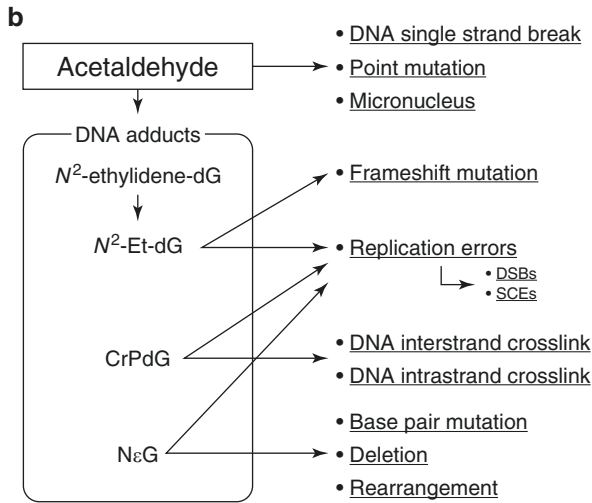 b
Acetaldehyde
• DNA single strand break
• Point mutation
• Micronucleus
DNA adducts
N²-ethylidene-dG
N²-Et-dG
CrPdG
NεG
• Frameshift mutation
• Replication errors
• DSBs
• SCEs
• DNA interstrand crosslink
• DNA intrastrand crosslink
• Base pair mutation
• Deletion
• Rearrangement